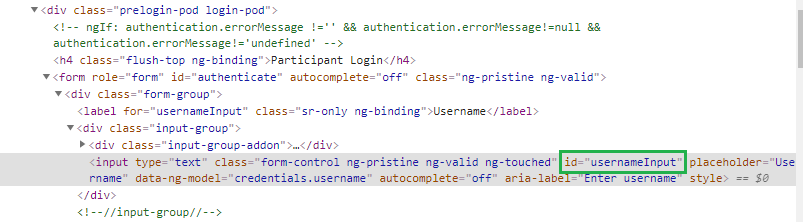 ▼<div class="prelogin-pod login-pod">
<!-- ngIf: authentication.errorMessage !='' && authentication.errorMessage!=null &&
authentication.errorMessage!='undefined' -->
<h4 class="flush-top ng-binding">Participant Login</h4>
▼<form role="form" id="authenticate" autocomplete="off" class="ng-pristine ng-valid">
▼<div class="form-group">
<label for="usernameInput" class="sr-only ng-binding">Username</label>
▼<div class="input-group">
▶<div class="input-group-addon">…</div>
<input type="text" class="form-control ng-pristine ng-valid ng-touched" id="usernameInput" placeholder="Use
rname" data-ng-model="credentials.username" autocomplete="off" aria-label="Enter username" style> == $0
</div>
<!--//input-group//-->